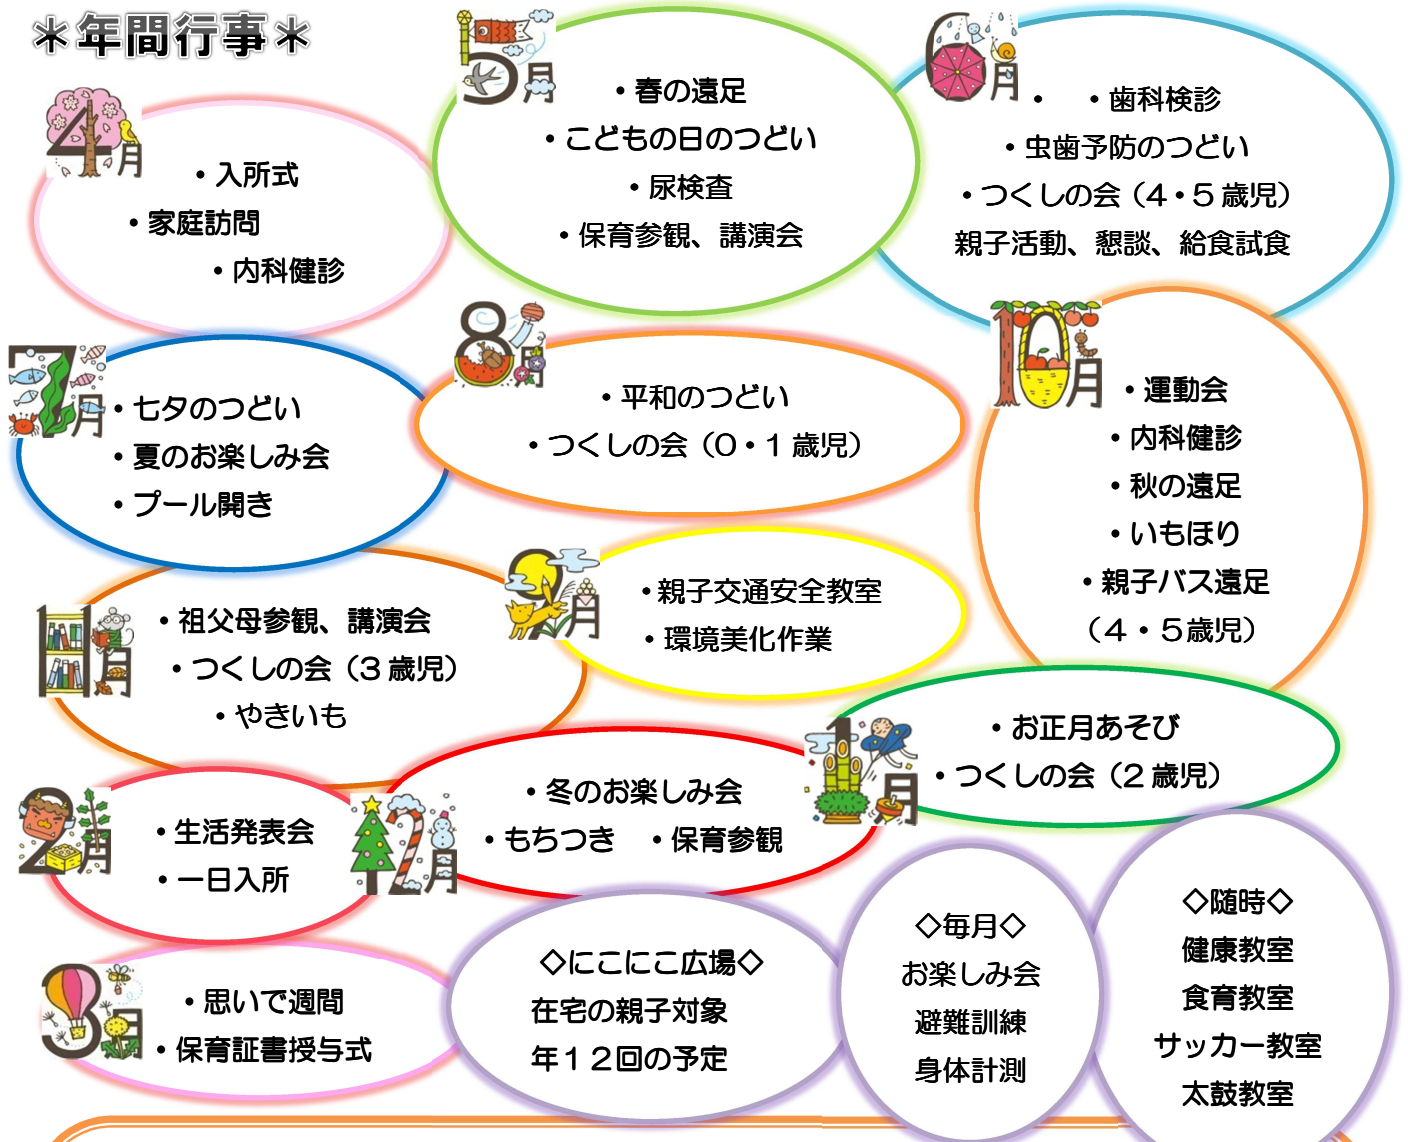 ＊年間行事＊
4月
・入所式
・家庭訪問
・内科健診
5月
・春の遠足
・こどもの日のつどい
・尿検査
・保育参観、講演会
6月
・　・歯科検診
・虫歯予防のつどい
・つくしの会（4・5 歳児）
親子活動、懇談、給食試食
7月
・七夕のつどい
・夏のお楽しみ会
・プール開き
8月
・平和のつどい
・つくしの会（0・1 歳児）
9月
・親子交通安全教室
・環境美化作業
10月
・運動会
・内科健診
・秋の遠足
・いもほり
・親子バス遠足
（４・５歳児）
11月
・祖父母参観、講演会
・つくしの会（3 歳児）
・やきいも
12月
・冬のお楽しみ会
・もちつき　・保育参観
1月
・お正月あそび
・つくしの会（2 歳児）
2月
・生活発表会
・一日入所
3月
・思いで週間
・保育証書授与式
◇にこにこ広場◇
在宅の親子対象
年１２回の予定
◇毎月◇
お楽しみ会
避難訓練
身体計測
◇随時◇
健康教室
食育教室
サッカー教室
太鼓教室